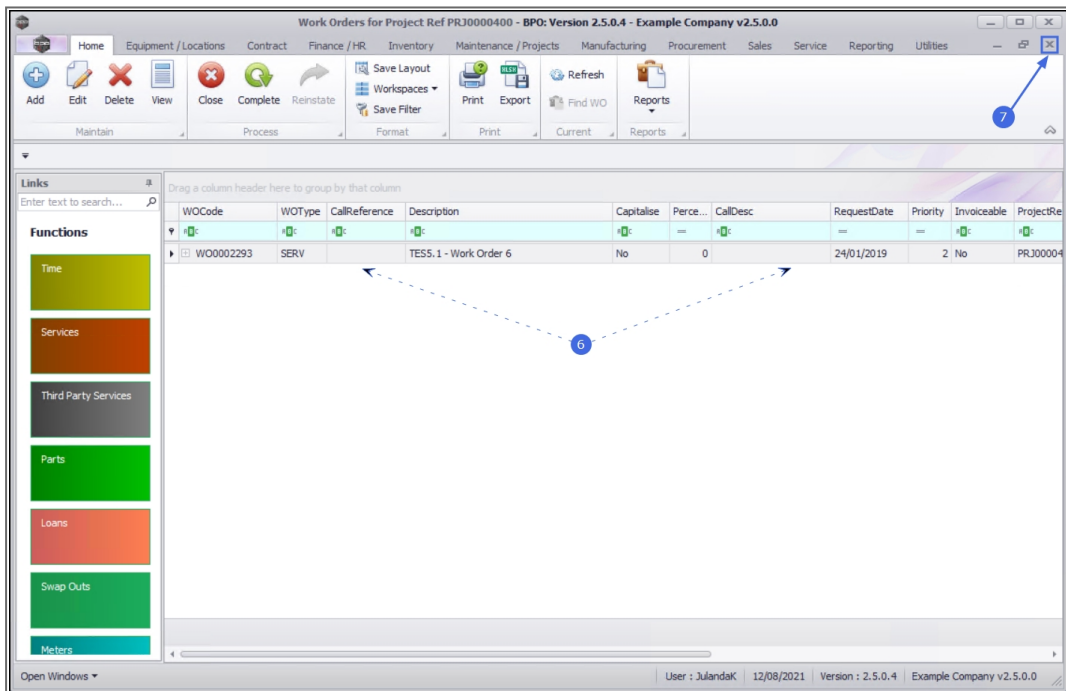 Work Orders for Project Ref PRJ0000400 - BPO: Version 2.5.0.4 - Example Company v2.5.0.0
Home Equipment / Locations Contract Finance / HR Inventory Maintenance / Projects Manufacturing Procurement Sales Service Reporting Utilities
Add Edit Delete View Close Complete Reinstate Save Layout Workspaces Save Filter Print Export Refresh Find WO Reports
Maintain Process Format Print Current Reports
7
Links
Enter text to search...
Functions
Time
Services
Third Party Services
Parts
Loans
Swap Outs
Meters
Drag a column header here to group by that column
WOCode WOType CallReference Description Capitalise Perce... CallDesc RequestDate Priority Invoiceable ProjectRe
WO0002293 SERV TES5.1 - Work Order 6 No 0 24/01/2019 2 No PRJ00004
6
Open Windows User : JulandaK 12/08/2021 Version : 2.5.0.4 Example Company v2.5.0.0